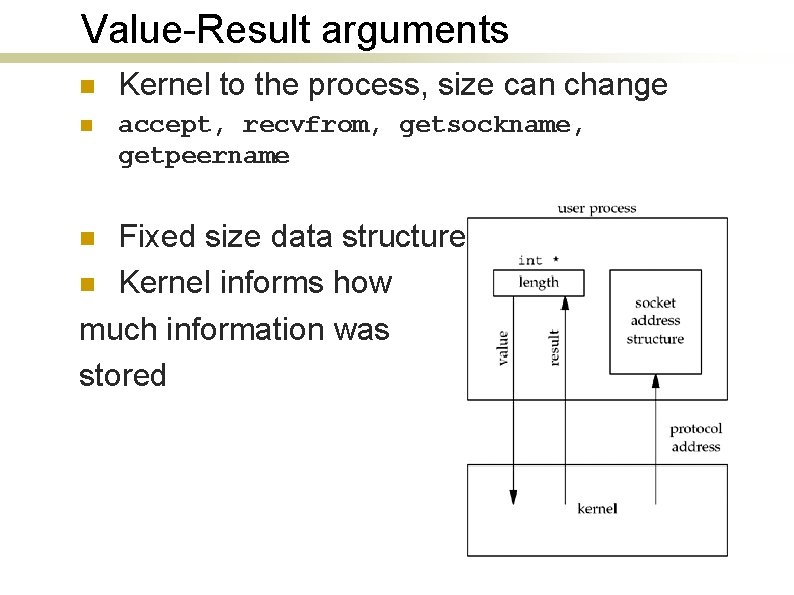 Value-Result arguments
Kernel to the process, size can change
accept, recvfrom, getsockname,
getpeername
Fixed size data structure
Kernel informs how
much information was
stored
user process
int *
length
value
result
socket
address
structure
protocol
address
kernel